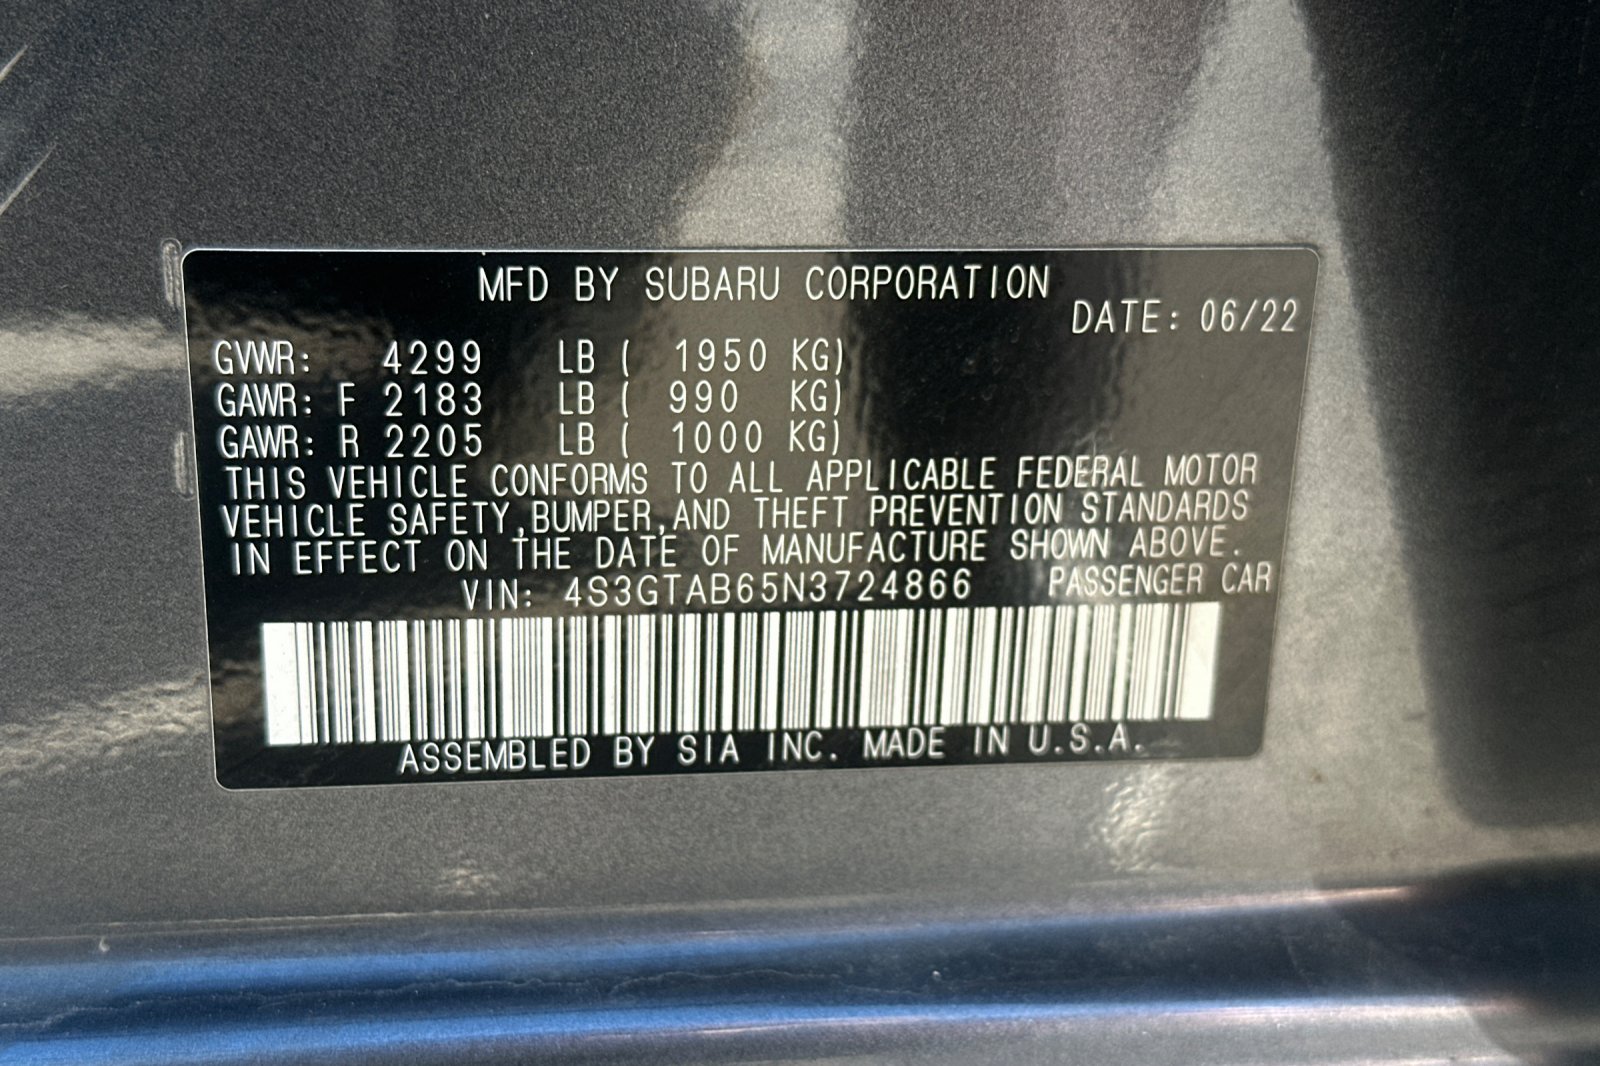 MFD BY SUBARU CORPORATION
DATE: 06/22
GVWR: 4299 LB ( 1950 KG)
GAWR: F 2183 LB ( 990 KG)
GAWR: R 2205 LB ( 1000 KG)
THIS VEHICLE CONFORMS TO ALL APPLICABLE FEDERAL MOTOR
VEHICLE SAFETY,BUMPER,AND THEFT PREVENTION STANDARDS
IN EFFECT ON THE DATE OF MANUFACTURE SHOWN ABOVE.
VIN: 4S3GTAB65N3724866 PASSENGER CAR
ASSEMBLED BY SIA INC. MADE IN U.S.A.